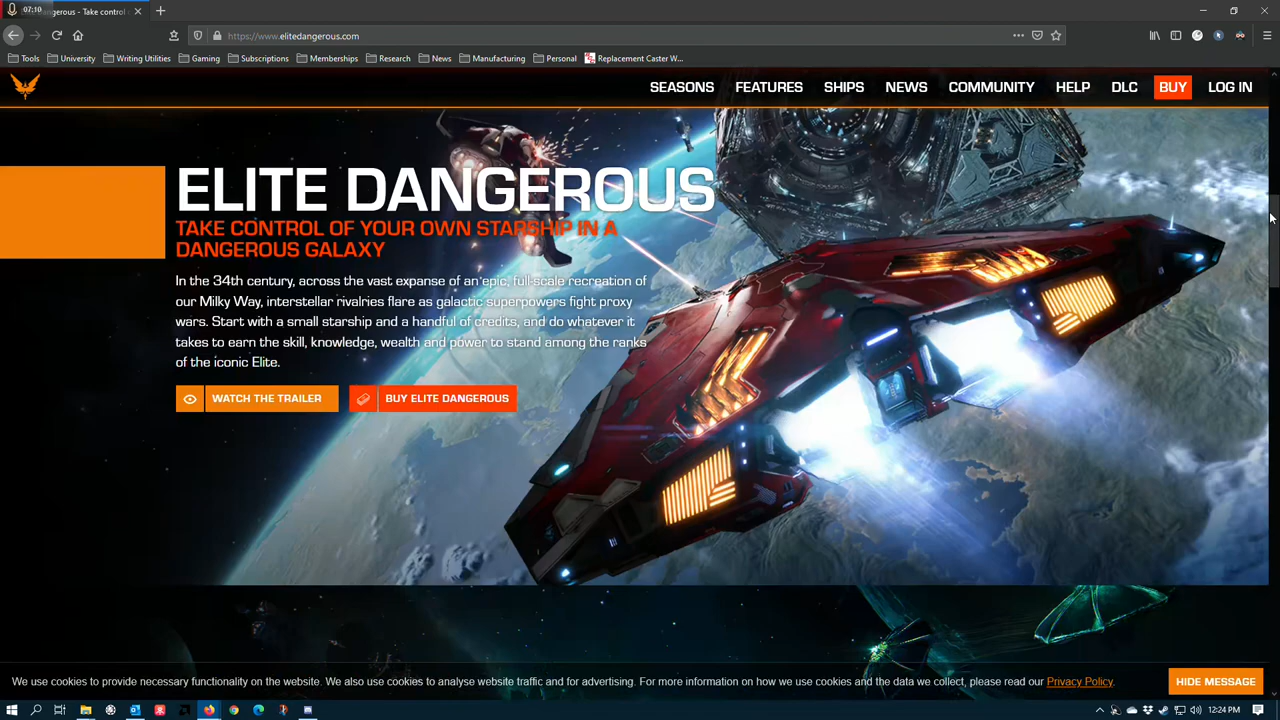 07:10
Dangerous - Take control o
https://www.elitedangerous.com
Tools University Writing Utilities Gaming Subscriptions Memberships Research News Manufacturing Personal Replacement Caster W...
SEASONS FEATURES SHIPS NEWS COMMUNITY HELP DLC BUY LOG IN
ELITE DANGEROUS
TAKE CONTROL OF YOUR OWN STARSHIP IN A
DANGEROUS GALAXY
In the 34th century, across the vast expanse of an epic, full-scale recreation of
our Milky Way, interstellar rivalries flare as galactic superpowers fight proxy
wars. Start with a small starship and a handful of credits, and do whatever it
takes to earn the skill, knowledge, wealth and power to stand among the ranks
of the iconic Elite.
WATCH THE TRAILER BUY ELITE DANGEROUS
We use cookies to provide necessary functionality on the website. We also use cookies to analyse website traffic and for advertising. For more information on how we use cookies and the data we collect, please read our Privacy Policy. HIDE MESSAGE
12:24 PM